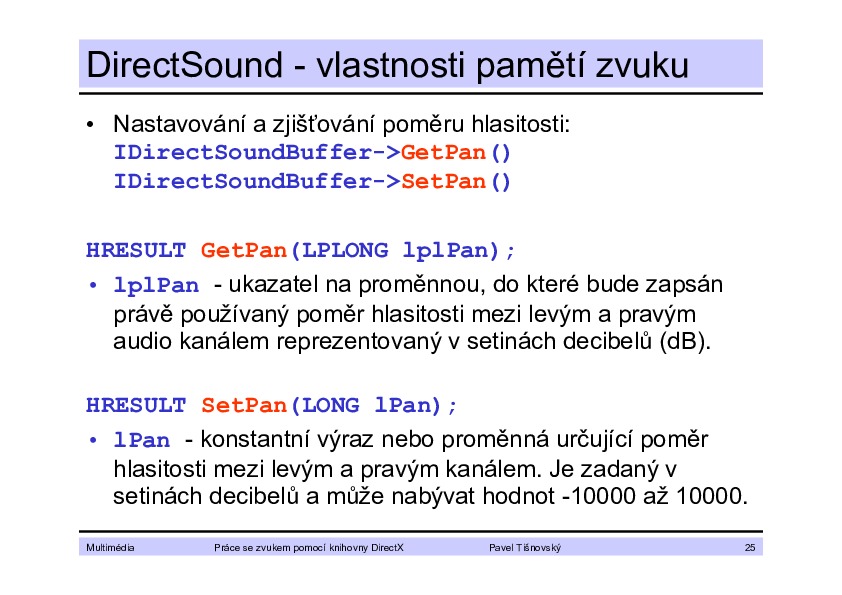 DirectSound - vlastnosti pamětí zvuku
• Nastavování a zjišťování poměru hlasitosti:
IDirectSoundBuffer->GetPan()
IDirectSoundBuffer->SetPan()
HRESULT GetPan(LPLONG lplPan);
• lplPan - ukazatel na proměnnou, do které bude zapsán
právě používaný poměr hlasitosti mezi levým a pravým
audio kanálem reprezentovaný v setinách decibelů (dB).
HRESULT SetPan(LONG lPan);
• lPan - konstantní výraz nebo proměnná určující poměr
hlasitosti mezi levým a pravým kanálem. Je zadaný v
setinách decibelů a může nabývat hodnot -10000 až 10000.
Multimédia Práce se zvukem pomocí knihovny DirectX Pavel Tišnovský 25